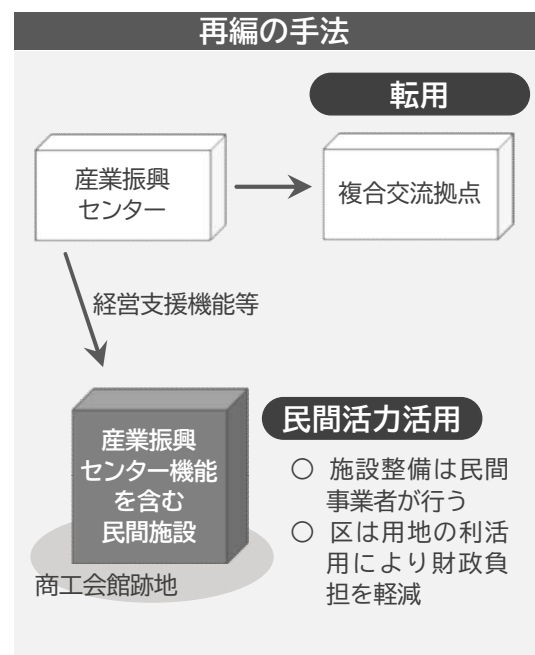 再編の手法
転用
産業振興
センター
複合交流拠点
経営支援機能等
産業振興
センター機能
を含む
民間施設
商工会館跡地
民間活力活用
○ 施設整備は民間
事業者が行う
○ 区は用地の利活
用により財政負
担を軽減